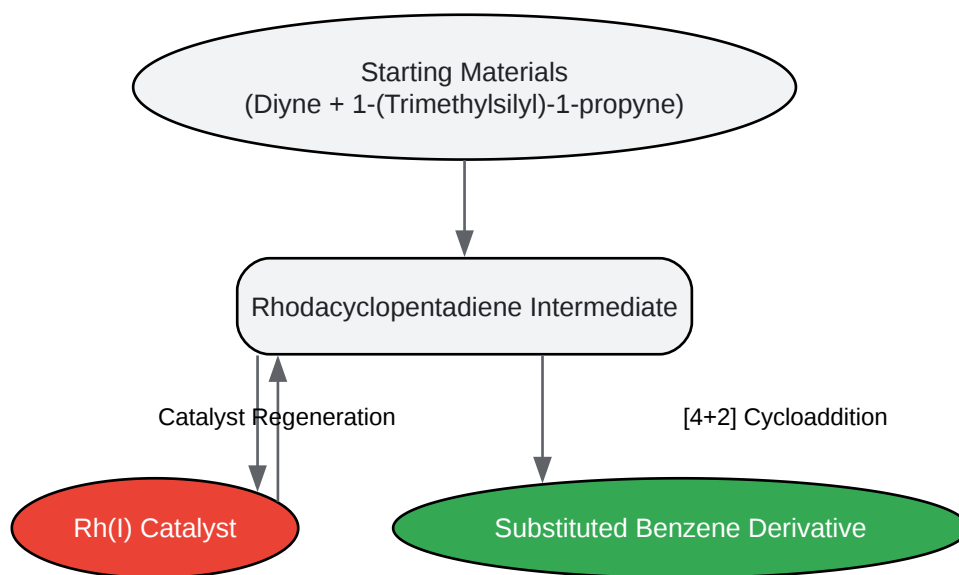 Starting Materials
(Diyne + 1-(Trimethylsilyl)-1-propyne)
Rhodacyclopentadiene Intermediate
Catalyst Regeneration
[4+2] Cycloaddition
Rh(I) Catalyst
Substituted Benzene Derivative